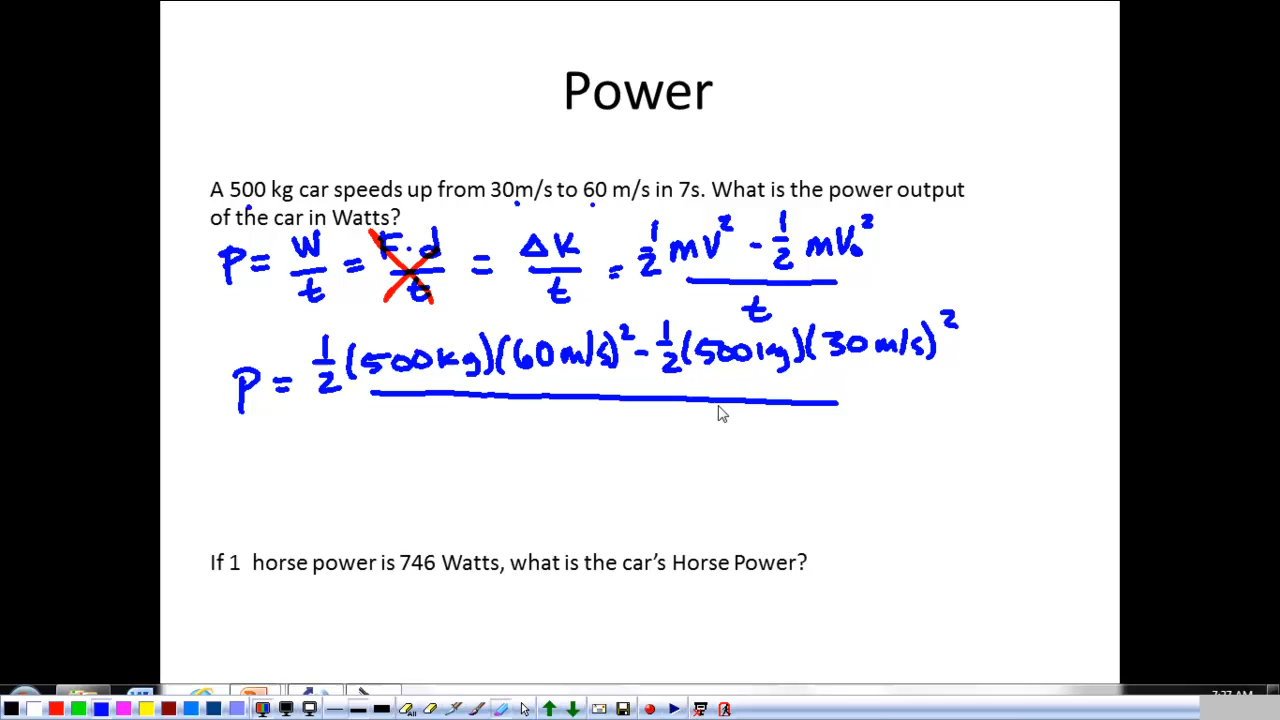 Power
A 500 kg car speeds up from 30m/s to 60 m/s in 7s. What is the power output
of the car in Watts?
P = W/t = F·d/t = ΔK/t = ½mV² - ½mV₀²/t
P = ½(500kg)(60m/s)² - ½(500kg)(30m/s)²
If 1 horse power is 746 Watts, what is the car's Horse Power?